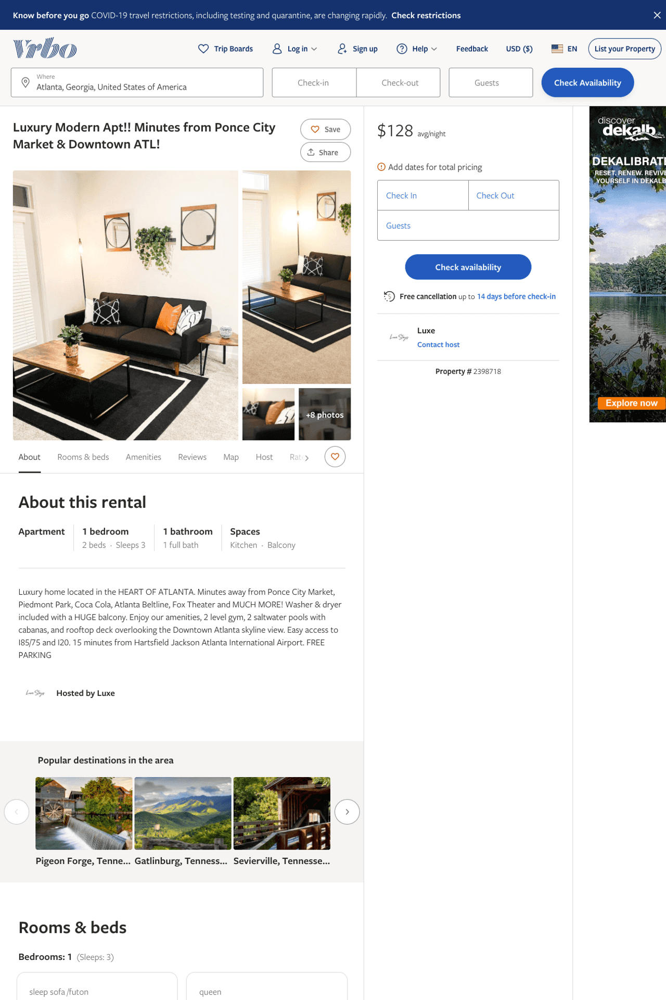 Know before you go COVID-19 travel restrictions, including testing and quarantine, are changing rapidly. Check restrictions
Vrbo
Trip Boards
Log in
Sign up
Help
Feedback
USD ($)
EN
List your Property
Where
Atlanta, Georgia, United States of America
Check-in
Check-out
Guests
Check Availability
Luxury Modern Apt!! Minutes from Ponce City
Market & Downtown ATL!
Save
Share
+8 photos
$128 avg/night
Add dates for total pricing
Check In
Check Out
Guests
Check availability
Free cancellation up to 14 days before check-in
Luxe Stays
Luxe
Contact host
Property # 2398718
discover
dekalb
DEKALIBRATE
RESET. RENEW. REVIVE
YOURSELF IN DEKALB
Explore now
About
Rooms & beds
Amenities
Reviews
Map
Host
Rate
About this rental
Apartment
1 bedroom
2 beds · Sleeps 3
1 bathroom
1 full bath
Spaces
Kitchen · Balcony
Luxury home located in the HEART OF ATLANTA. Minutes away from Ponce City Market,
Piedmont Park, Coca Cola, Atlanta Beltline, Fox Theater and MUCH MORE! Washer & dryer
included with a HUGE balcony. Enjoy our amenities, 2 level gym, 2 saltwater pools with
cabanas, and rooftop deck overlooking the Downtown Atlanta skyline view. Easy access to
I85/75 and I20. 15 minutes from Hartsfield Jackson Atlanta International Airport. FREE
PARKING
Luxe Stays
Hosted by Luxe
Popular destinations in the area
Pigeon Forge, Tenne...
Gatlinburg, Tenness...
Sevierville, Tennesse...
Rooms & beds
Bedrooms: 1 (Sleeps: 3)
sleep sofa /futon
queen